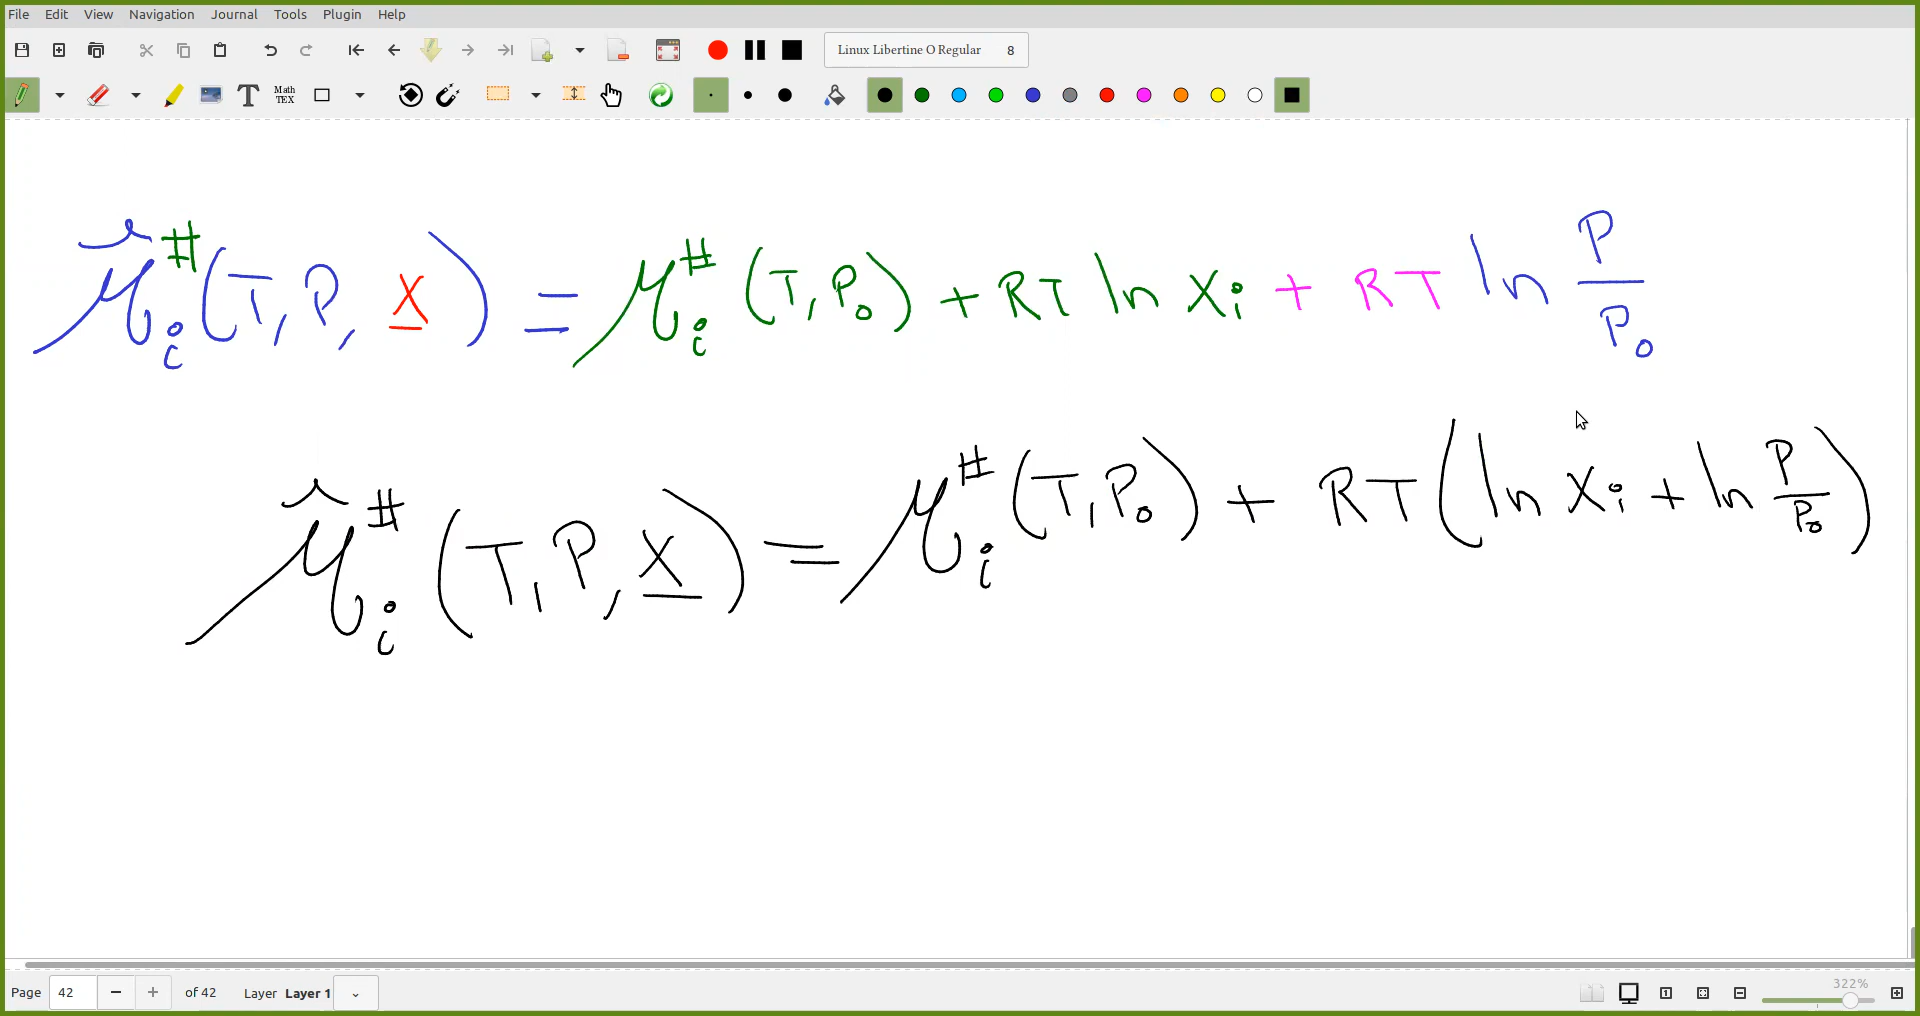 File Edit View Navigation Journal Tools Plugin Help
Linux Libertine O Regular 8
T Math TEX
μ̂ᵢ^# (T, P, X̲) = μᵢ^# (T, P₀) + RT ln Xᵢ + RT ln P/P₀
μ̂ᵢ^# (T, P, X̲) = μᵢ^# (T, P₀) + RT (ln Xᵢ + ln P/P₀)
322%
Page 42 − + of 42 Layer Layer 1